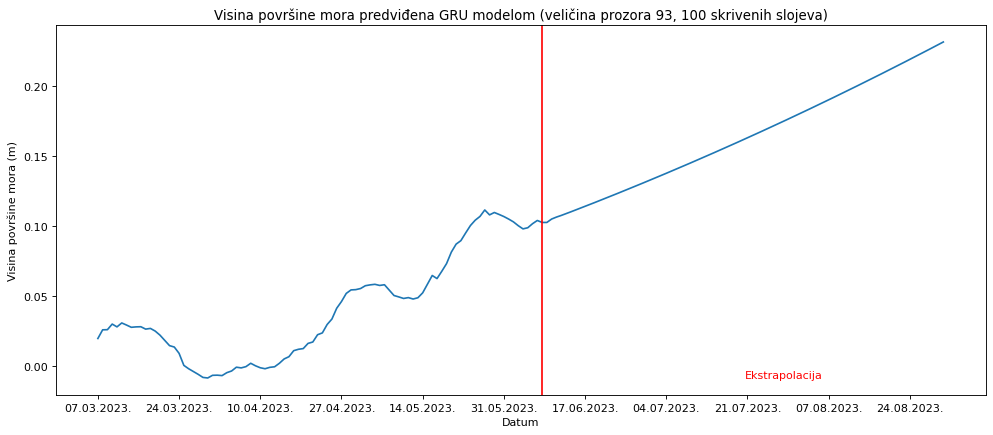 Visina površine mora predviđena GRU modelom (veličina prozora 93, 100 skrivenih slojeva)
Visina površine mora (m)
0.20
0.15
0.10
0.05
0.00
Ekstrapolacija
07.03.2023. 24.03.2023. 10.04.2023. 27.04.2023. 14.05.2023. 31.05.2023. 17.06.2023. 04.07.2023. 21.07.2023. 07.08.2023. 24.08.2023.
Datum